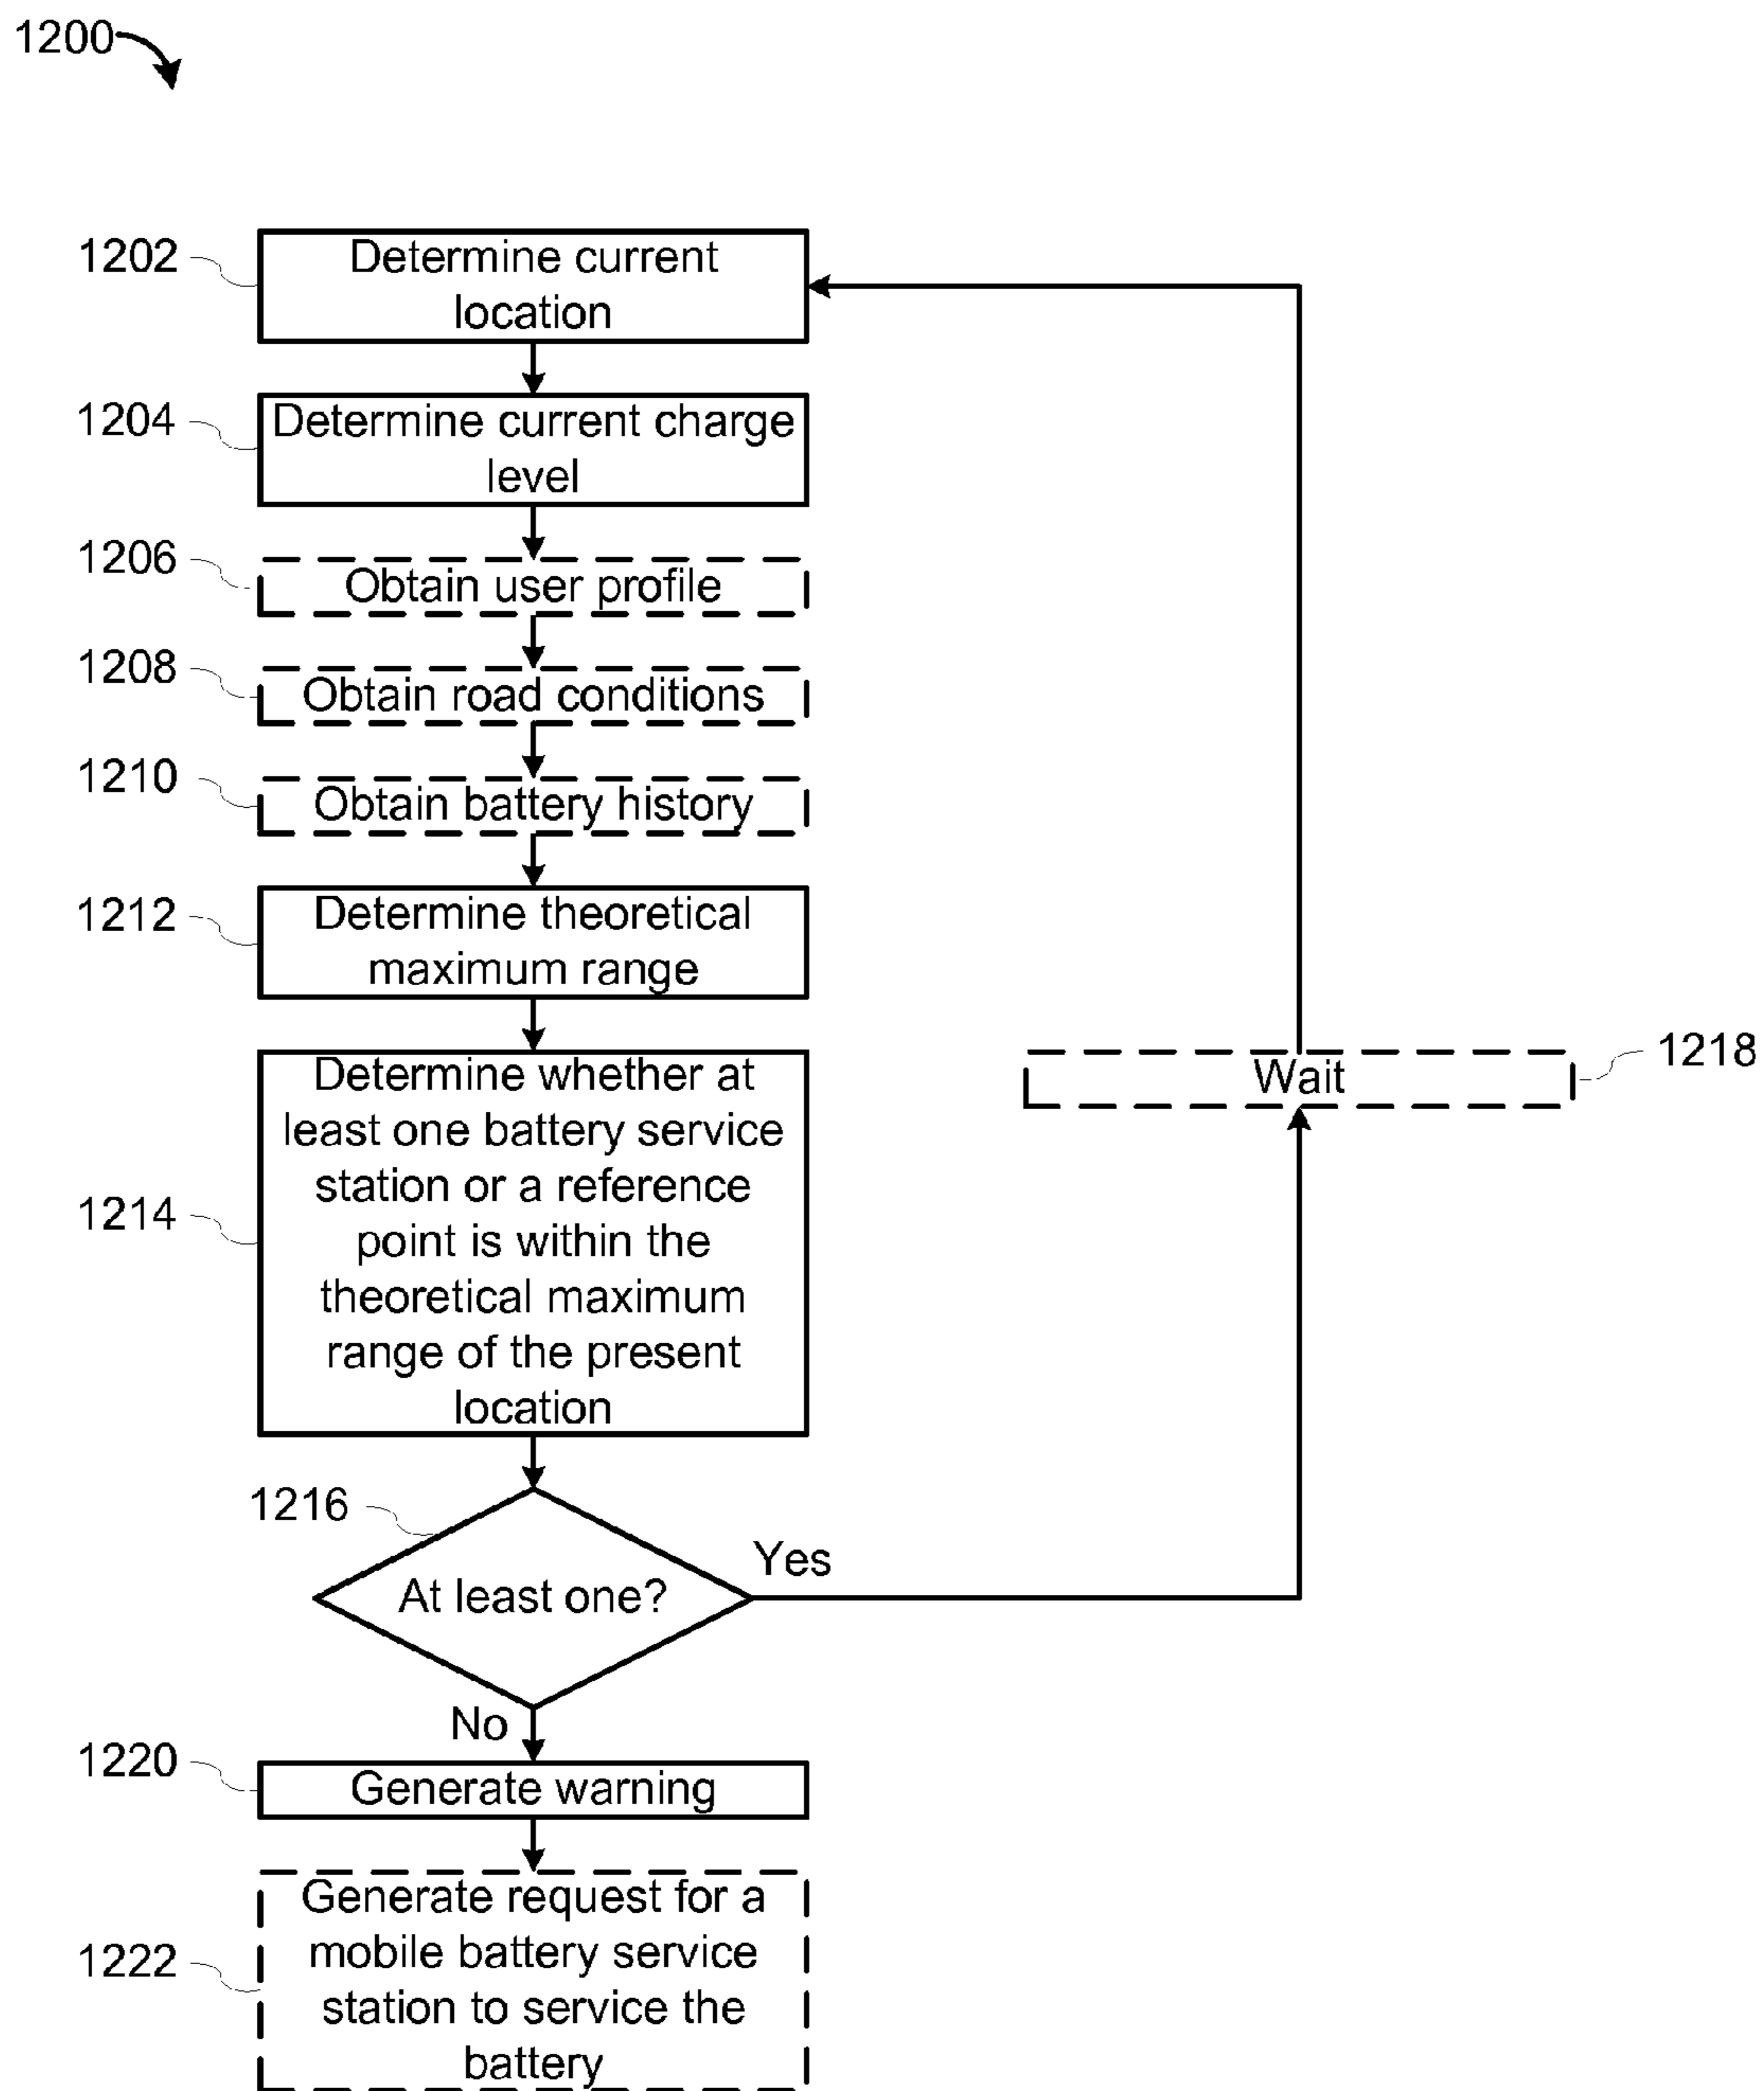 1200
1202
Determine current
location
1204
Determine current charge
level
1206
Obtain user profile
1208
Obtain road conditions
1210
Obtain battery history
1212
Determine theoretical
maximum range
1214
Determine whether at
least one battery service
station or a reference
point is within the
theoretical maximum
range of the present
location
Wait
1218
1216
At least one?
Yes
No
1220
Generate warning
1222
Generate request for a
mobile battery service
station to service the
battery